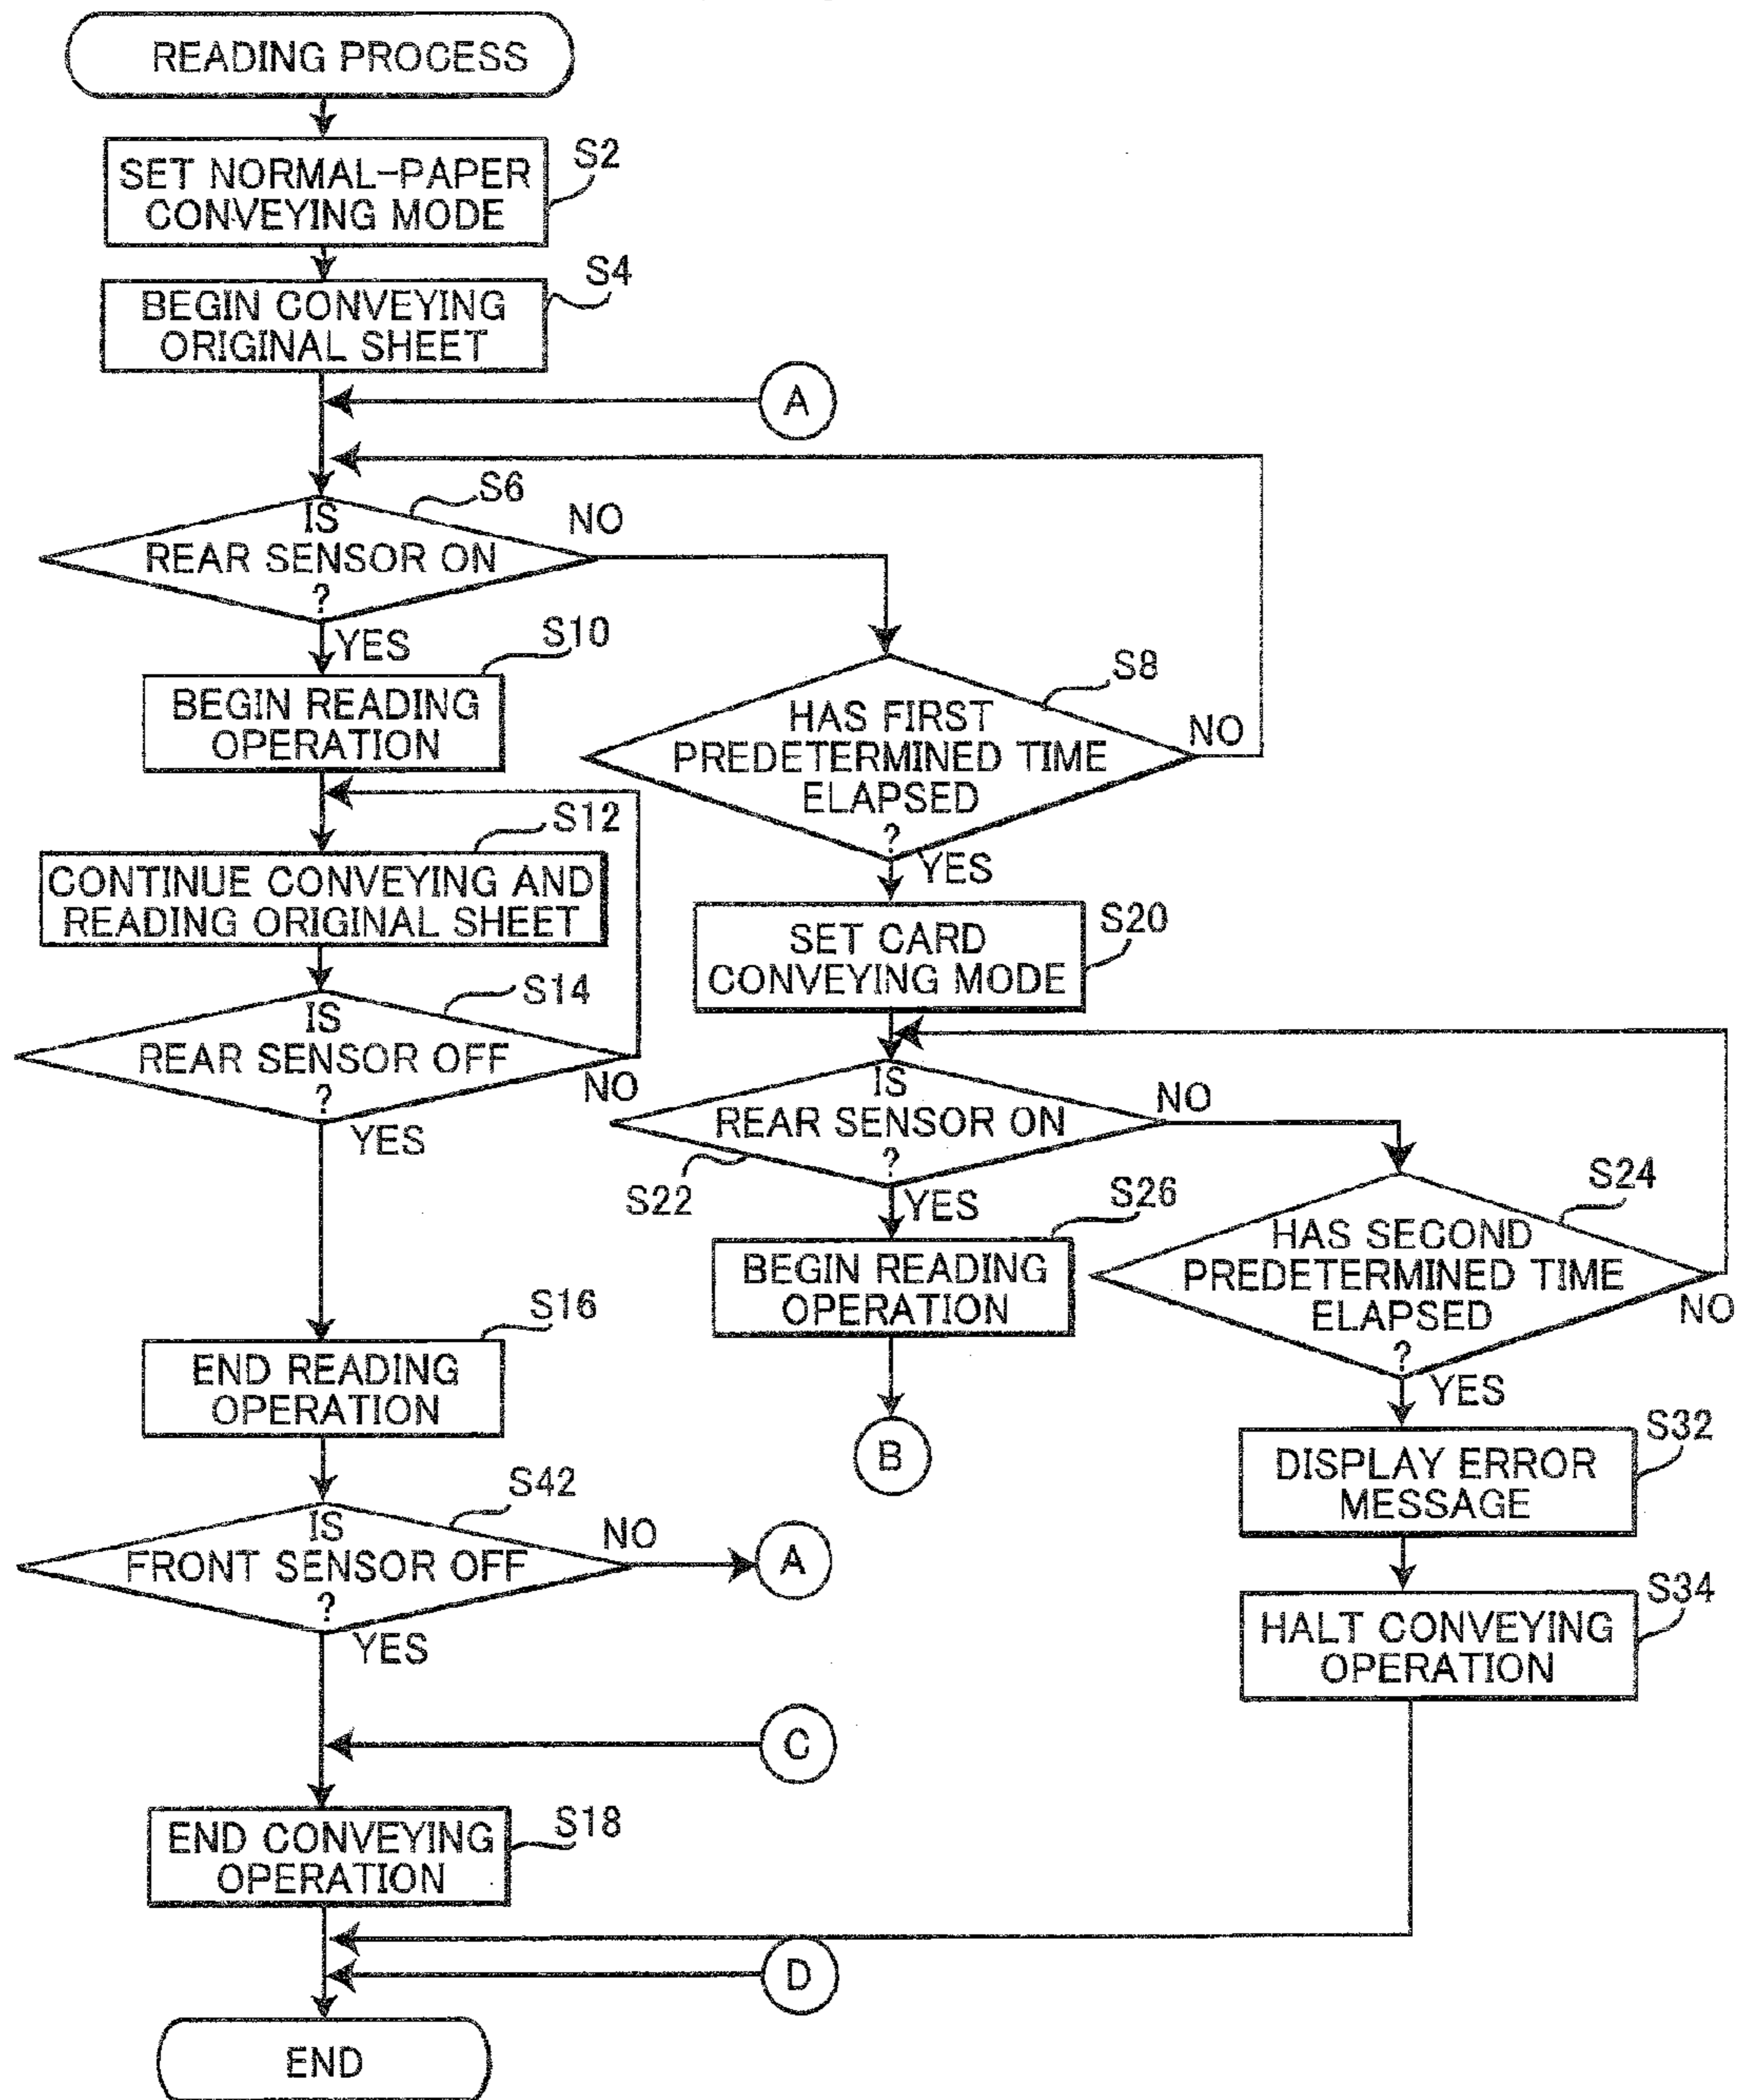 READING PROCESS
S2
SET NORMAL-PAPER
CONVEYING MODE
S4
BEGIN CONVEYING
ORIGINAL SHEET
A
S6
IS
REAR SENSOR ON
?
NO
YES
S10
BEGIN READING
OPERATION
S8
HAS FIRST
PREDETERMINED TIME
ELAPSED
?
NO
YES
S12
CONTINUE CONVEYING AND
READING ORIGINAL SHEET
S14
IS
REAR SENSOR OFF
?
NO
YES
S20
SET CARD
CONVEYING MODE
IS
REAR SENSOR ON
?
NO
S22
YES
S26
BEGIN READING
OPERATION
B
S24
HAS SECOND
PREDETERMINED TIME
ELAPSED
?
NO
YES
S16
END READING
OPERATION
S32
DISPLAY ERROR
MESSAGE
S42
IS
FRONT SENSOR OFF
?
NO
A
YES
S34
HALT CONVEYING
OPERATION
C
S18
END CONVEYING
OPERATION
D
END